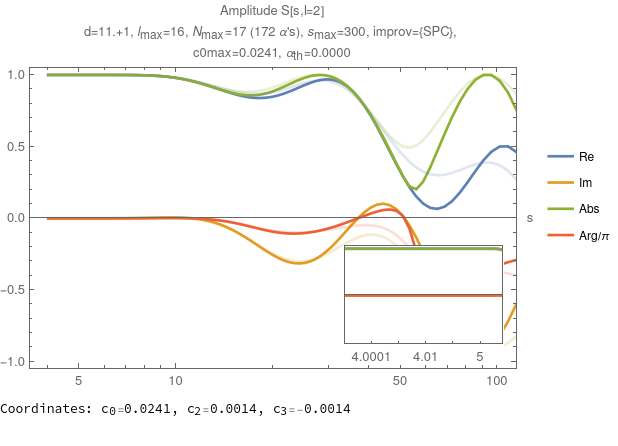 Amplitude S[s,l=2]
d=11.+1, lmax=16, Nmax=17 (172 α's), smax=300, improv={SPC},
c0max=0.0241, αth=0.0000
1.0
0.5
0.0
−0.5
−1.0
s
Re
Im
Abs
Arg/π
4.0001 4.01 5
5 10 50 100
Coordinates: c0=0.0241, c2=0.0014, c3=-0.0014